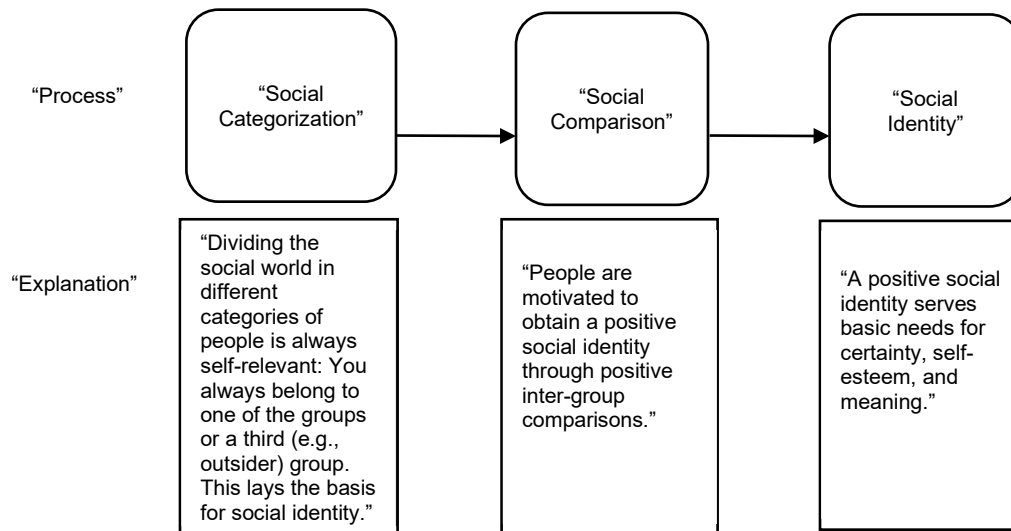 “Process”
“Social
Categorization”
“Social
Comparison”
“Social
Identity”
“Explanation”
“Dividing the
social world in
different
categories of
people is always
self-relevant: You
always belong to
one of the groups
or a third (e.g.,
outsider) group.
This lays the basis
for social identity.”
“People are
motivated to
obtain a positive
social identity
through positive
inter-group
comparisons.”
“A positive social
identity serves
basic needs for
certainty, self-
esteem, and
meaning.”